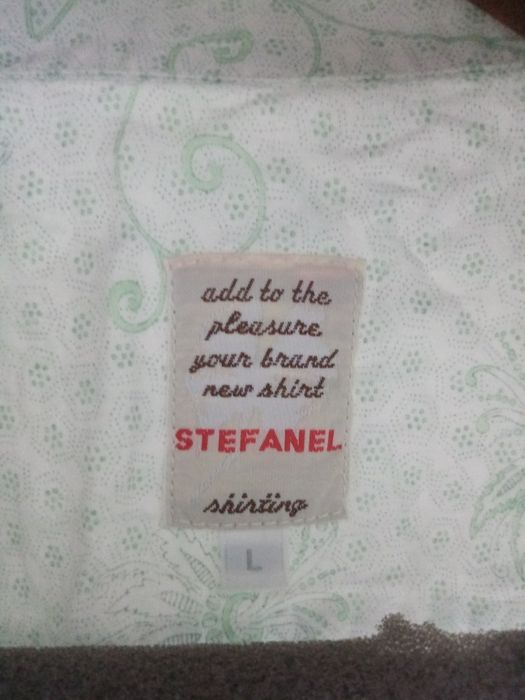 add to the
pleasure
your brand
new shirt
STEFANEL
shirting
L